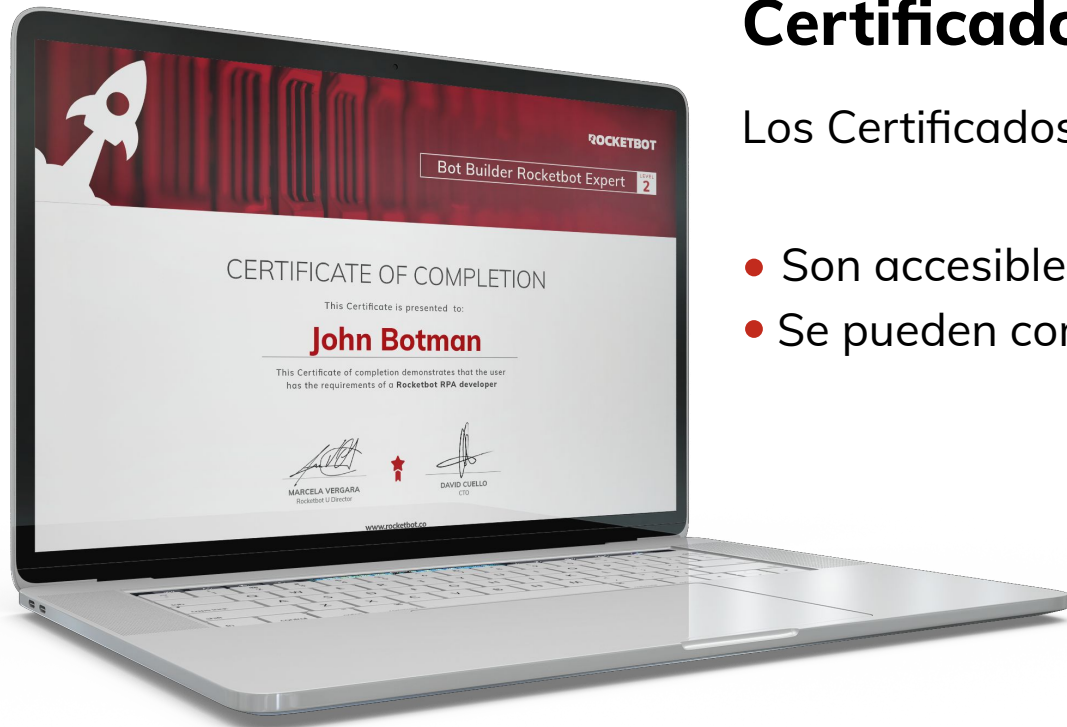 ROCKETBOT
Bot Builder Rocketbot Expert
LEVEL
2
CERTIFICATE OF COMPLETION
This Certificate is presented to:
John Botman
This Certificate of completion demonstrates that the user
has the requirements of a Rocketbot RPA developer
MARCELA VERGARA
Rocketbot U Director
DAVID CUELLO
CTO
www.rocketbot.co
Certificado
Los Certificados
Son accesible
Se pueden con